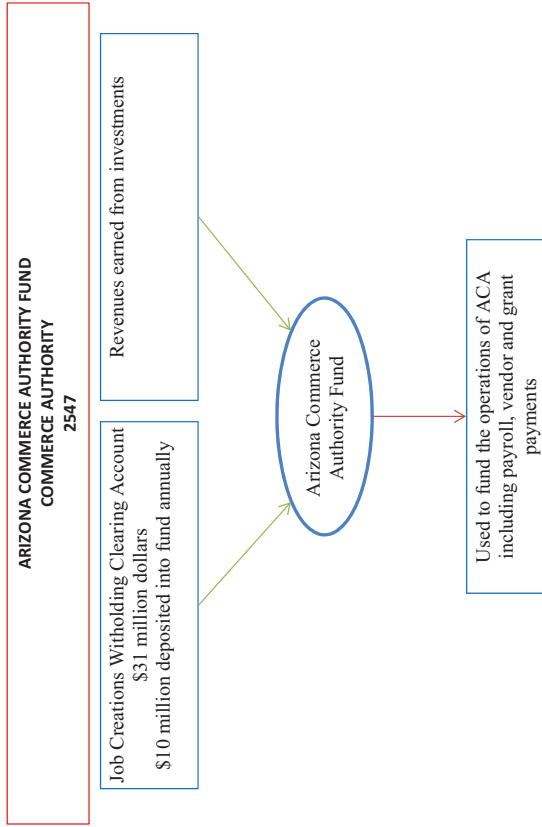 ARIZONA COMMERCE AUTHORITY FUND
COMMERCE AUTHORITY
2547
Job Creations Witholding Clearing Account
$31 million dollars
$10 million deposited into fund annually
Revenues earned from investments
Arizona Commerce
Authority Fund
Used to fund the operations of ACA
including payroll, vendor and grant
payments